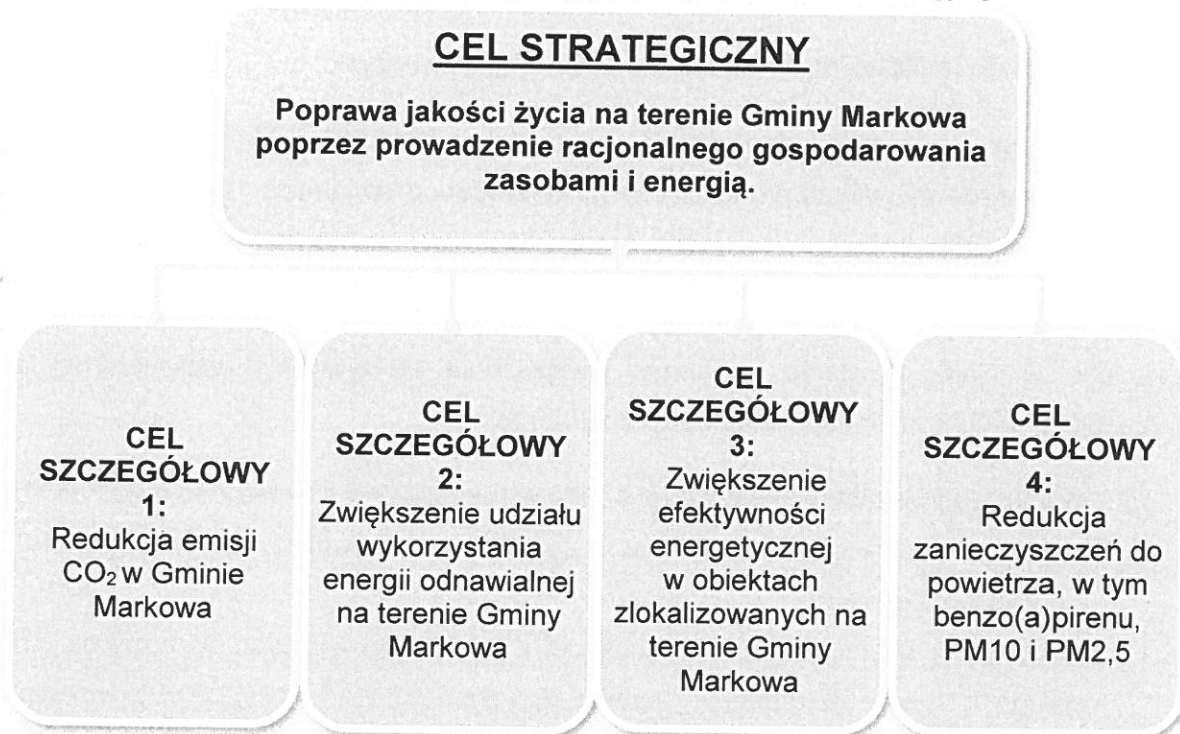 CEL STRATEGICZNY
Poprawa jakości życia na terenie Gminy Markowa
poprzez prowadzenie racjonalnego gospodarowania
zasobami i energią.
CEL
SZCZEGÓŁOWY
1:
Redukcja emisji
CO₂ w Gminie
Markowa
CEL
SZCZEGÓŁOWY
2:
Zwiększenie udziału
wykorzystania
energii odnawialnej
na terenie Gminy
Markowa
CEL
SZCZEGÓŁOWY
3:
Zwiększenie
efektywności
energetycznej
w obiektach
zlokalizowanych na
terenie Gminy
Markowa
CEL
SZCZEGÓŁOWY
4:
Redukcja
zanieczyszczeń do
powietrza, w tym
benzo(a)pirenu,
PM10 i PM2,5